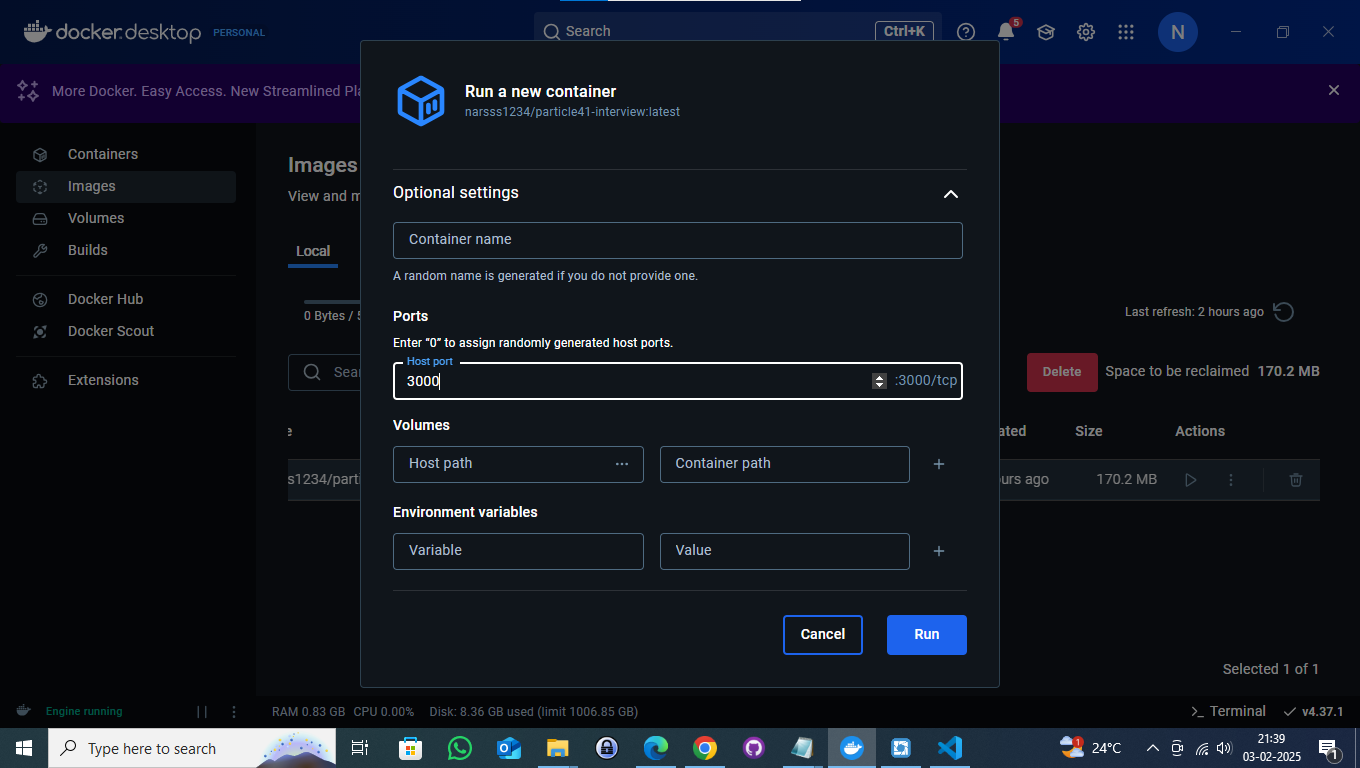 docker desktop PERSONAL
Search Ctrl+K
5
N
More Docker. Easy Access. New Streamlined Pla
Run a new container
narsss1234/particle41-interview:latest
Containers
Images
Volumes
Builds
Docker Hub
Docker Scout
Extensions
Images
View and m
Local
0 Bytes / 5
Sea
Last refresh: 2 hours ago
Delete Space to be reclaimed 170.2 MB
e ated Size Actions
s1234/parti ours ago 170.2 MB
Selected 1 of 1
Optional settings
Container name
A random name is generated if you do not provide one.
Ports
Enter “0” to assign randomly generated host ports.
Host port
3000 :3000/tcp
Volumes
Host path ... Container path +
Environment variables
Variable Value +
Cancel Run
Engine running RAM 0.83 GB CPU 0.00% Disk: 8.36 GB used (limit 1006.85 GB) >_ Terminal v4.37.1
Type here to search
1 24°C
21:39
03-02-2025
1